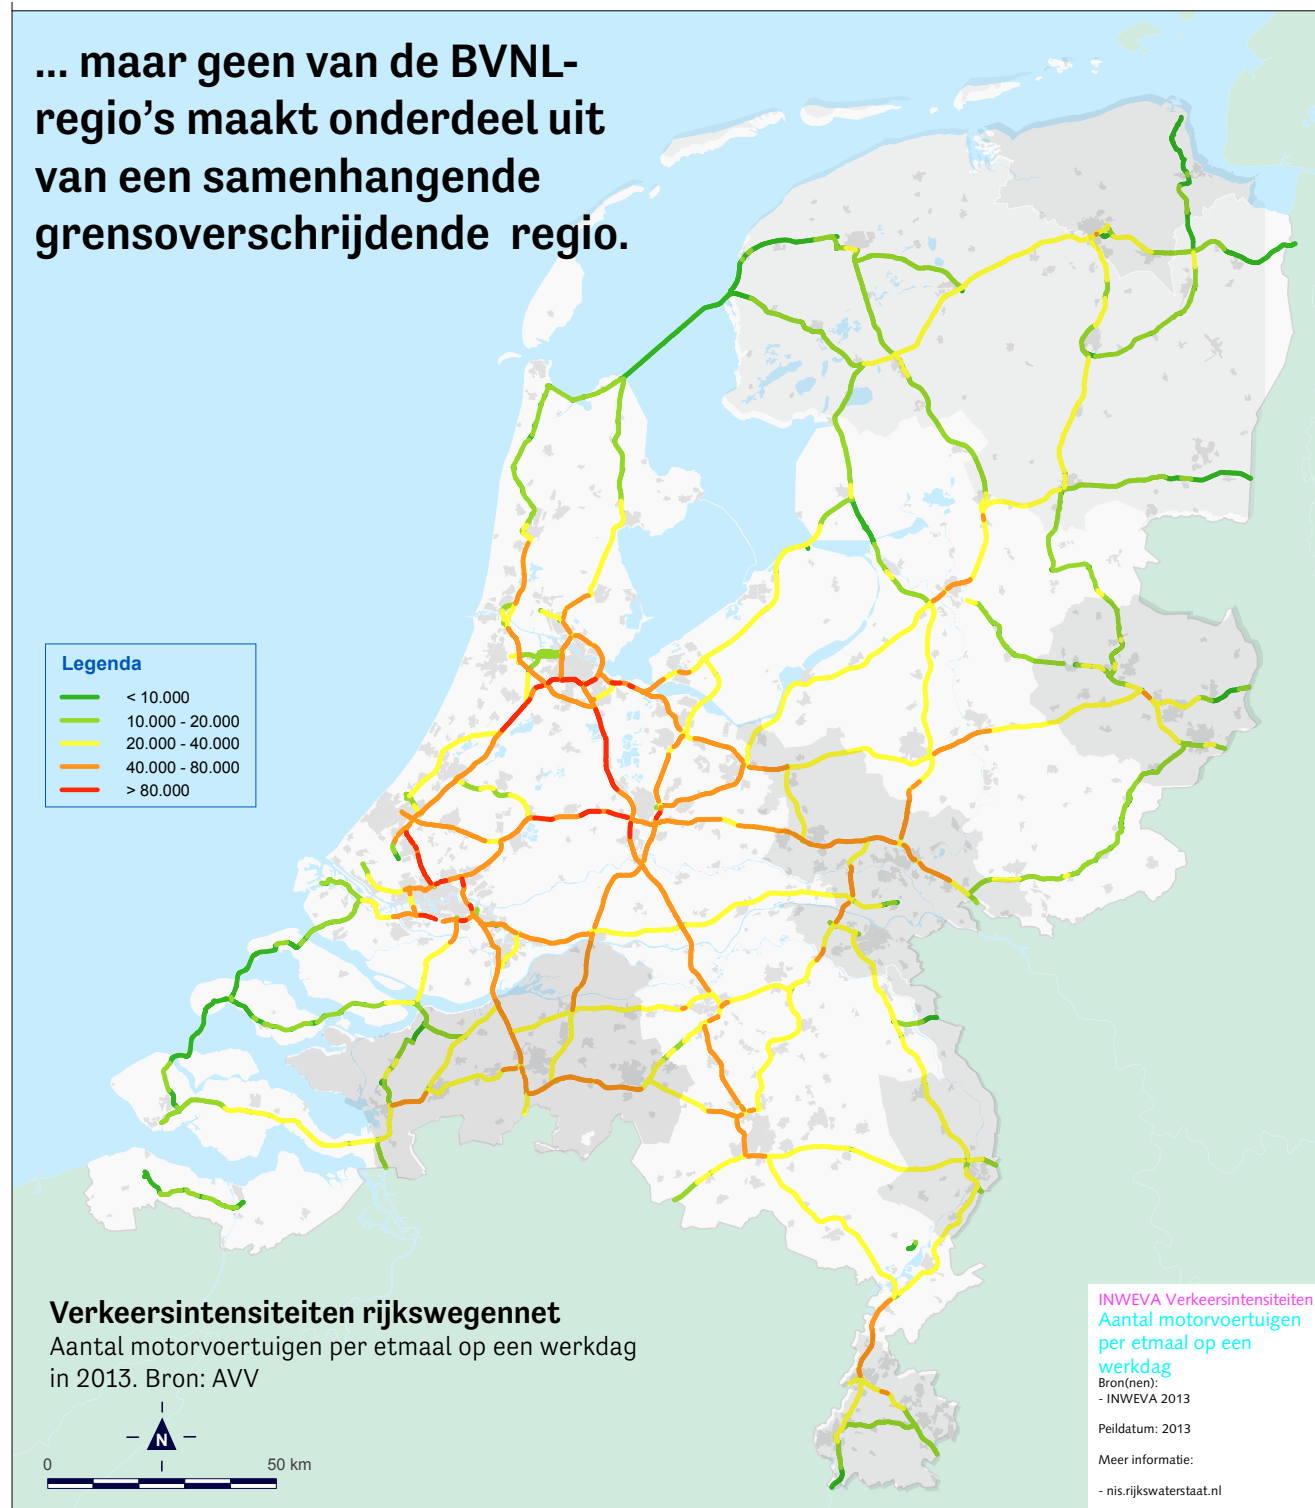 ... maar geen van de BVNL-
regio’s maakt onderdeel uit
van een samenhangende
grensoverschrijdende regio.
Legenda
< 10.000
10.000 - 20.000
20.000 - 40.000
40.000 - 80.000
> 80.000
Verkeersintensiteiten rijkswegennet
Aantal motorvoertuigen per etmaal op een werkdag
in 2013. Bron: AVV
N
0 50 km
INWEVA Verkeersintensiteiten
Aantal motorvoertuigen
per etmaal op een
werkdag
Bron(nen):
- INWEVA 2013
Peildatum: 2013
Meer informatie:
- nis.rijkswaterstaat.nl